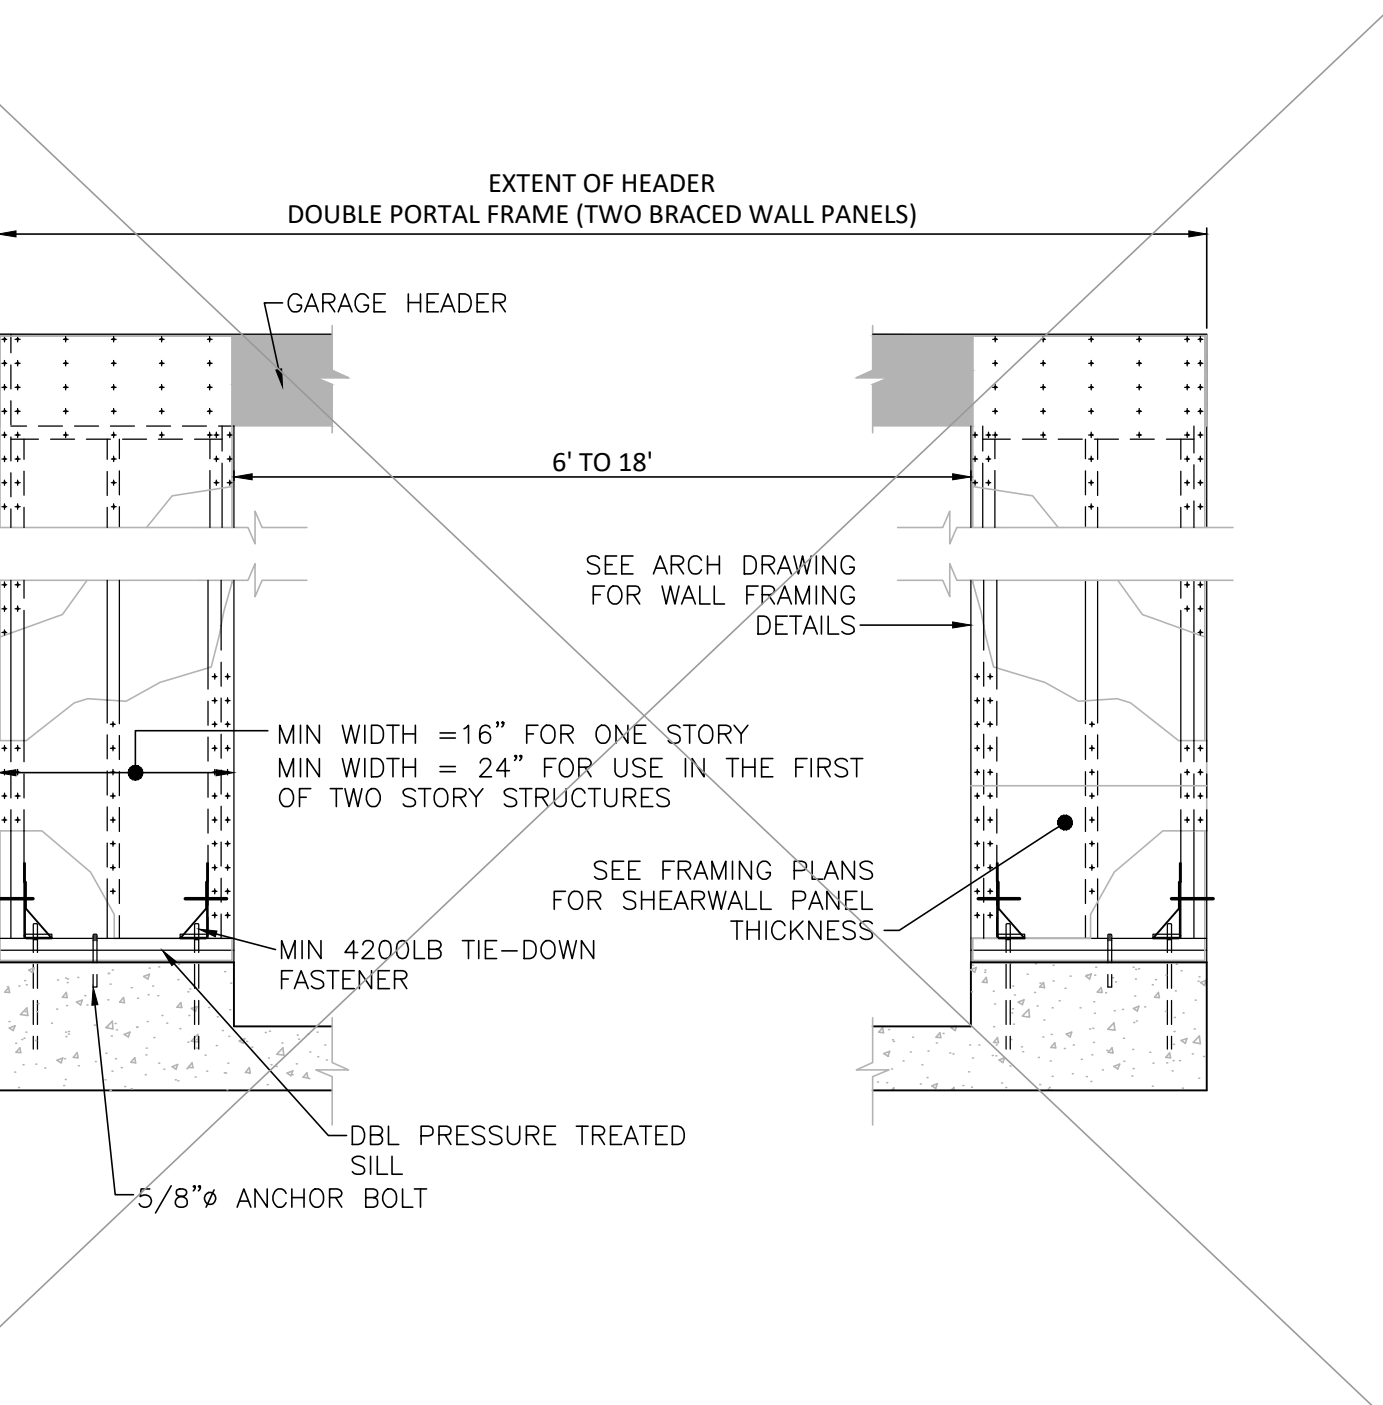 EXTENT OF HEADER
DOUBLE PORTAL FRAME (TWO BRACED WALL PANELS)
GARAGE HEADER
6' TO 18'
SEE ARCH DRAWING
FOR WALL FRAMING
DETAILS
MIN WIDTH =16” FOR ONE STORY
MIN WIDTH = 24” FOR USE IN THE FIRST
OF TWO STORY STRUCTURES
SEE FRAMING PLANS
FOR SHEARWALL PANEL
THICKNESS
MIN 4200LB TIE-DOWN
FASTENER
DBL PRESSURE TREATED
SILL
5/8”ø ANCHOR BOLT